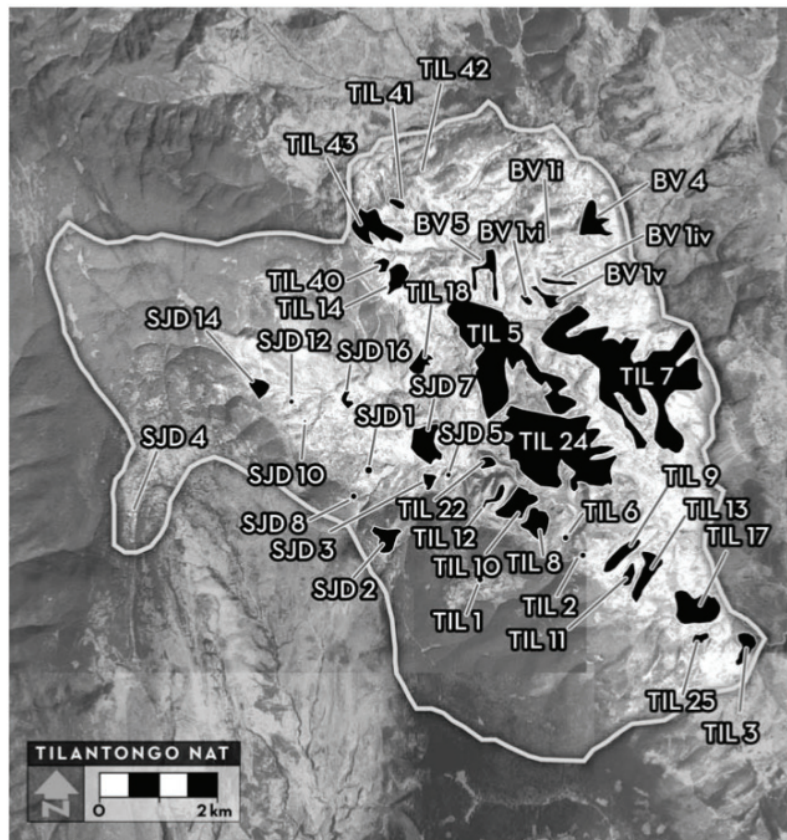 TIL 42
TIL 41
TIL 43
BV 1i
BV 4
BV 5
BV 1vi
BV 1iv
BV 1v
TIL 40
TIL 14
TIL 18
SJD 14
SJD 12
SJD 16
TIL 5
TIL 7
SJD 7
SJD 1
SJD 5
SJD 4
TIL 24
SJD 10
TIL 9
TIL 13
SJD 8
TIL 22
TIL 6
TIL 17
SJD 3
TIL 12
TIL 10
TIL 8
SJD 2
TIL 2
TIL 1
TIL 11
TIL 25
TIL 3
TILANTONGO NAT
N
0 2 km